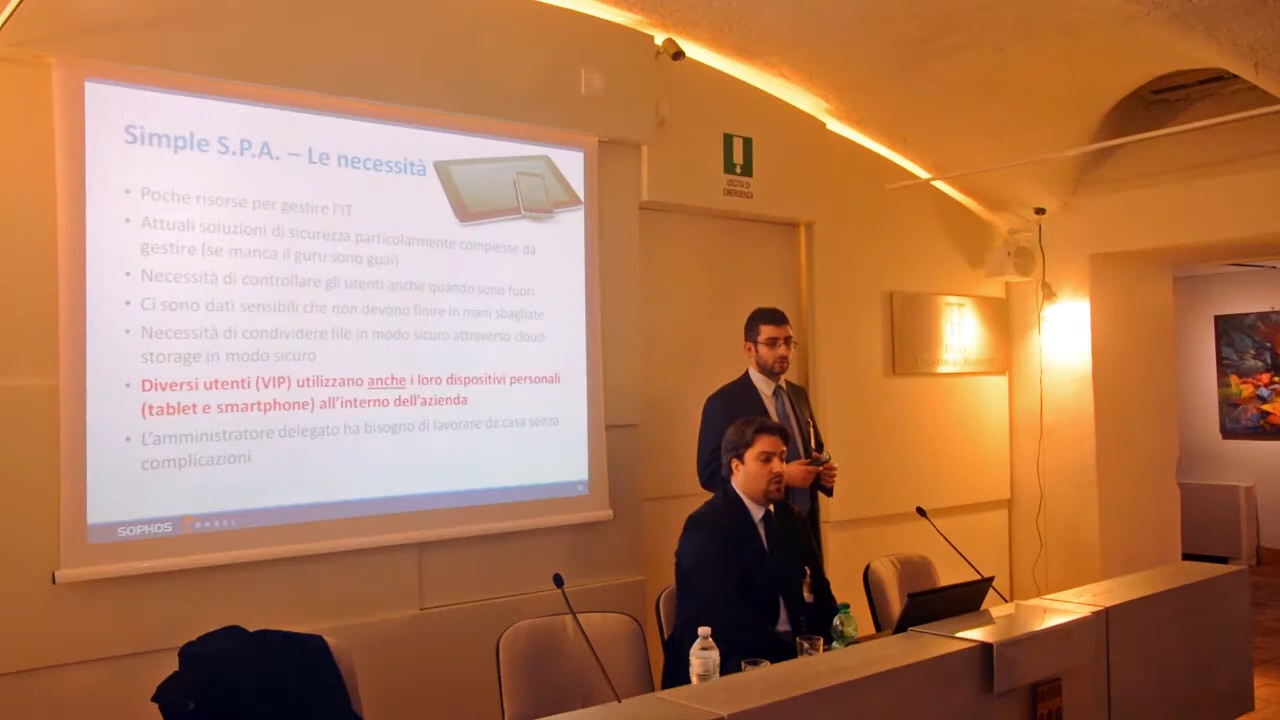 Simple S.P.A. – Le necessità
• Poche risorse per gestire l'IT
• Attuali soluzioni di sicurezza particolarmente complesse da
gestire (se manca il guru sono guai)
• Necessità di controllare gli utenti anche quando sono fuori
• Ci sono dati sensibili che non devono finire in mani sbagliate
• Necessità di condividere file in modo sicuro attraverso cloud
storage in modo sicuro
• Diversi utenti (VIP) utilizzano anche i loro dispositivi personali
(tablet e smartphone) all'interno dell'azienda
• L'amministratore delegato ha bisogno di lavorare da casa senza
complicazioni
SOPHOS
USCITA DI
EMERGENZA